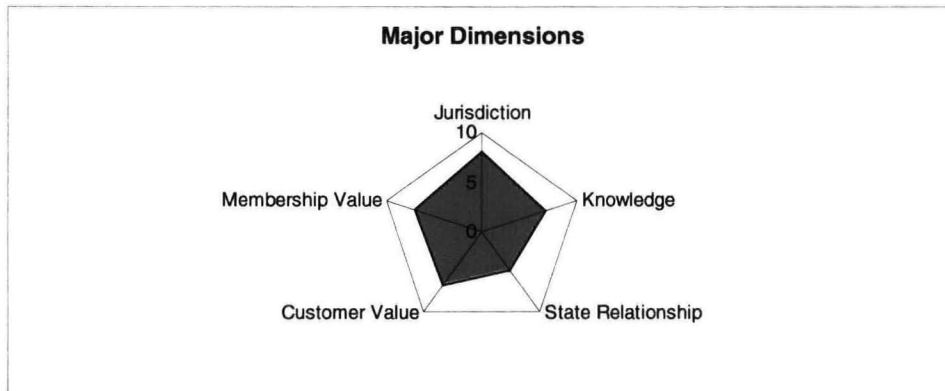 Major Dimensions
Jurisdiction
10
Membership Value
5
Knowledge
0
Customer Value
State Relationship